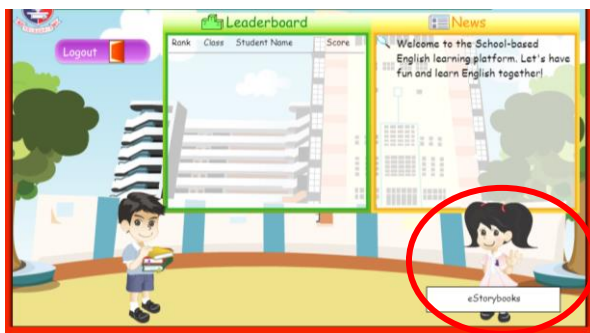 Leaderboard
News
Logout
Rank Class Student Name Score
Welcome to the School-based
English learning platform. Let's have
fun and learn English together!
eStorybooks